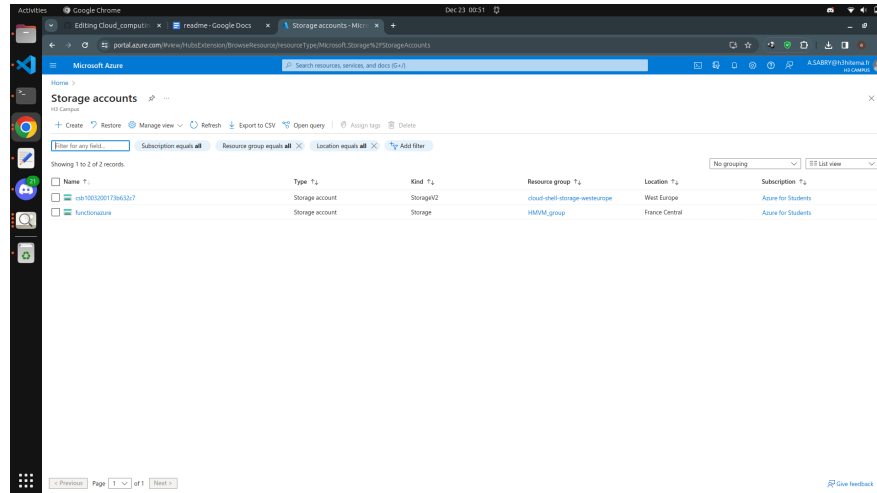 Activities Google Chrome Dec 23 00:51
Editing Cloud_computin × readme - Google Docs × Storage accounts - Micro × +
portal.azure.com/#view/HubsExtension/BrowseResource/resourceType/Microsoft.Storage%2FStorageAccounts
Microsoft Azure Search resources, services, and docs (G+/) A.SABRY@h3hitema.fr
H3 CAMPUS
Home >
Storage accounts ...
H3 Campus
+ Create Restore Manage view Refresh Export to CSV Open query Assign tags Delete
Filter for any field... Subscription equals all Resource group equals all × Location equals all × Add filter
Showing 1 to 2 of 2 records. No grouping List view
Name ↑ Type ↑↓ Kind ↑↓ Resource group ↑↓ Location ↑↓ Subscription ↑↓
csb1003200173b632c7 Storage account StorageV2 cloud-shell-storage-westeurope West Europe Azure for Students
functionazure Storage account Storage HMVM_group France Central Azure for Students
21
< Previous Page 1 of 1 Next > Give feedback